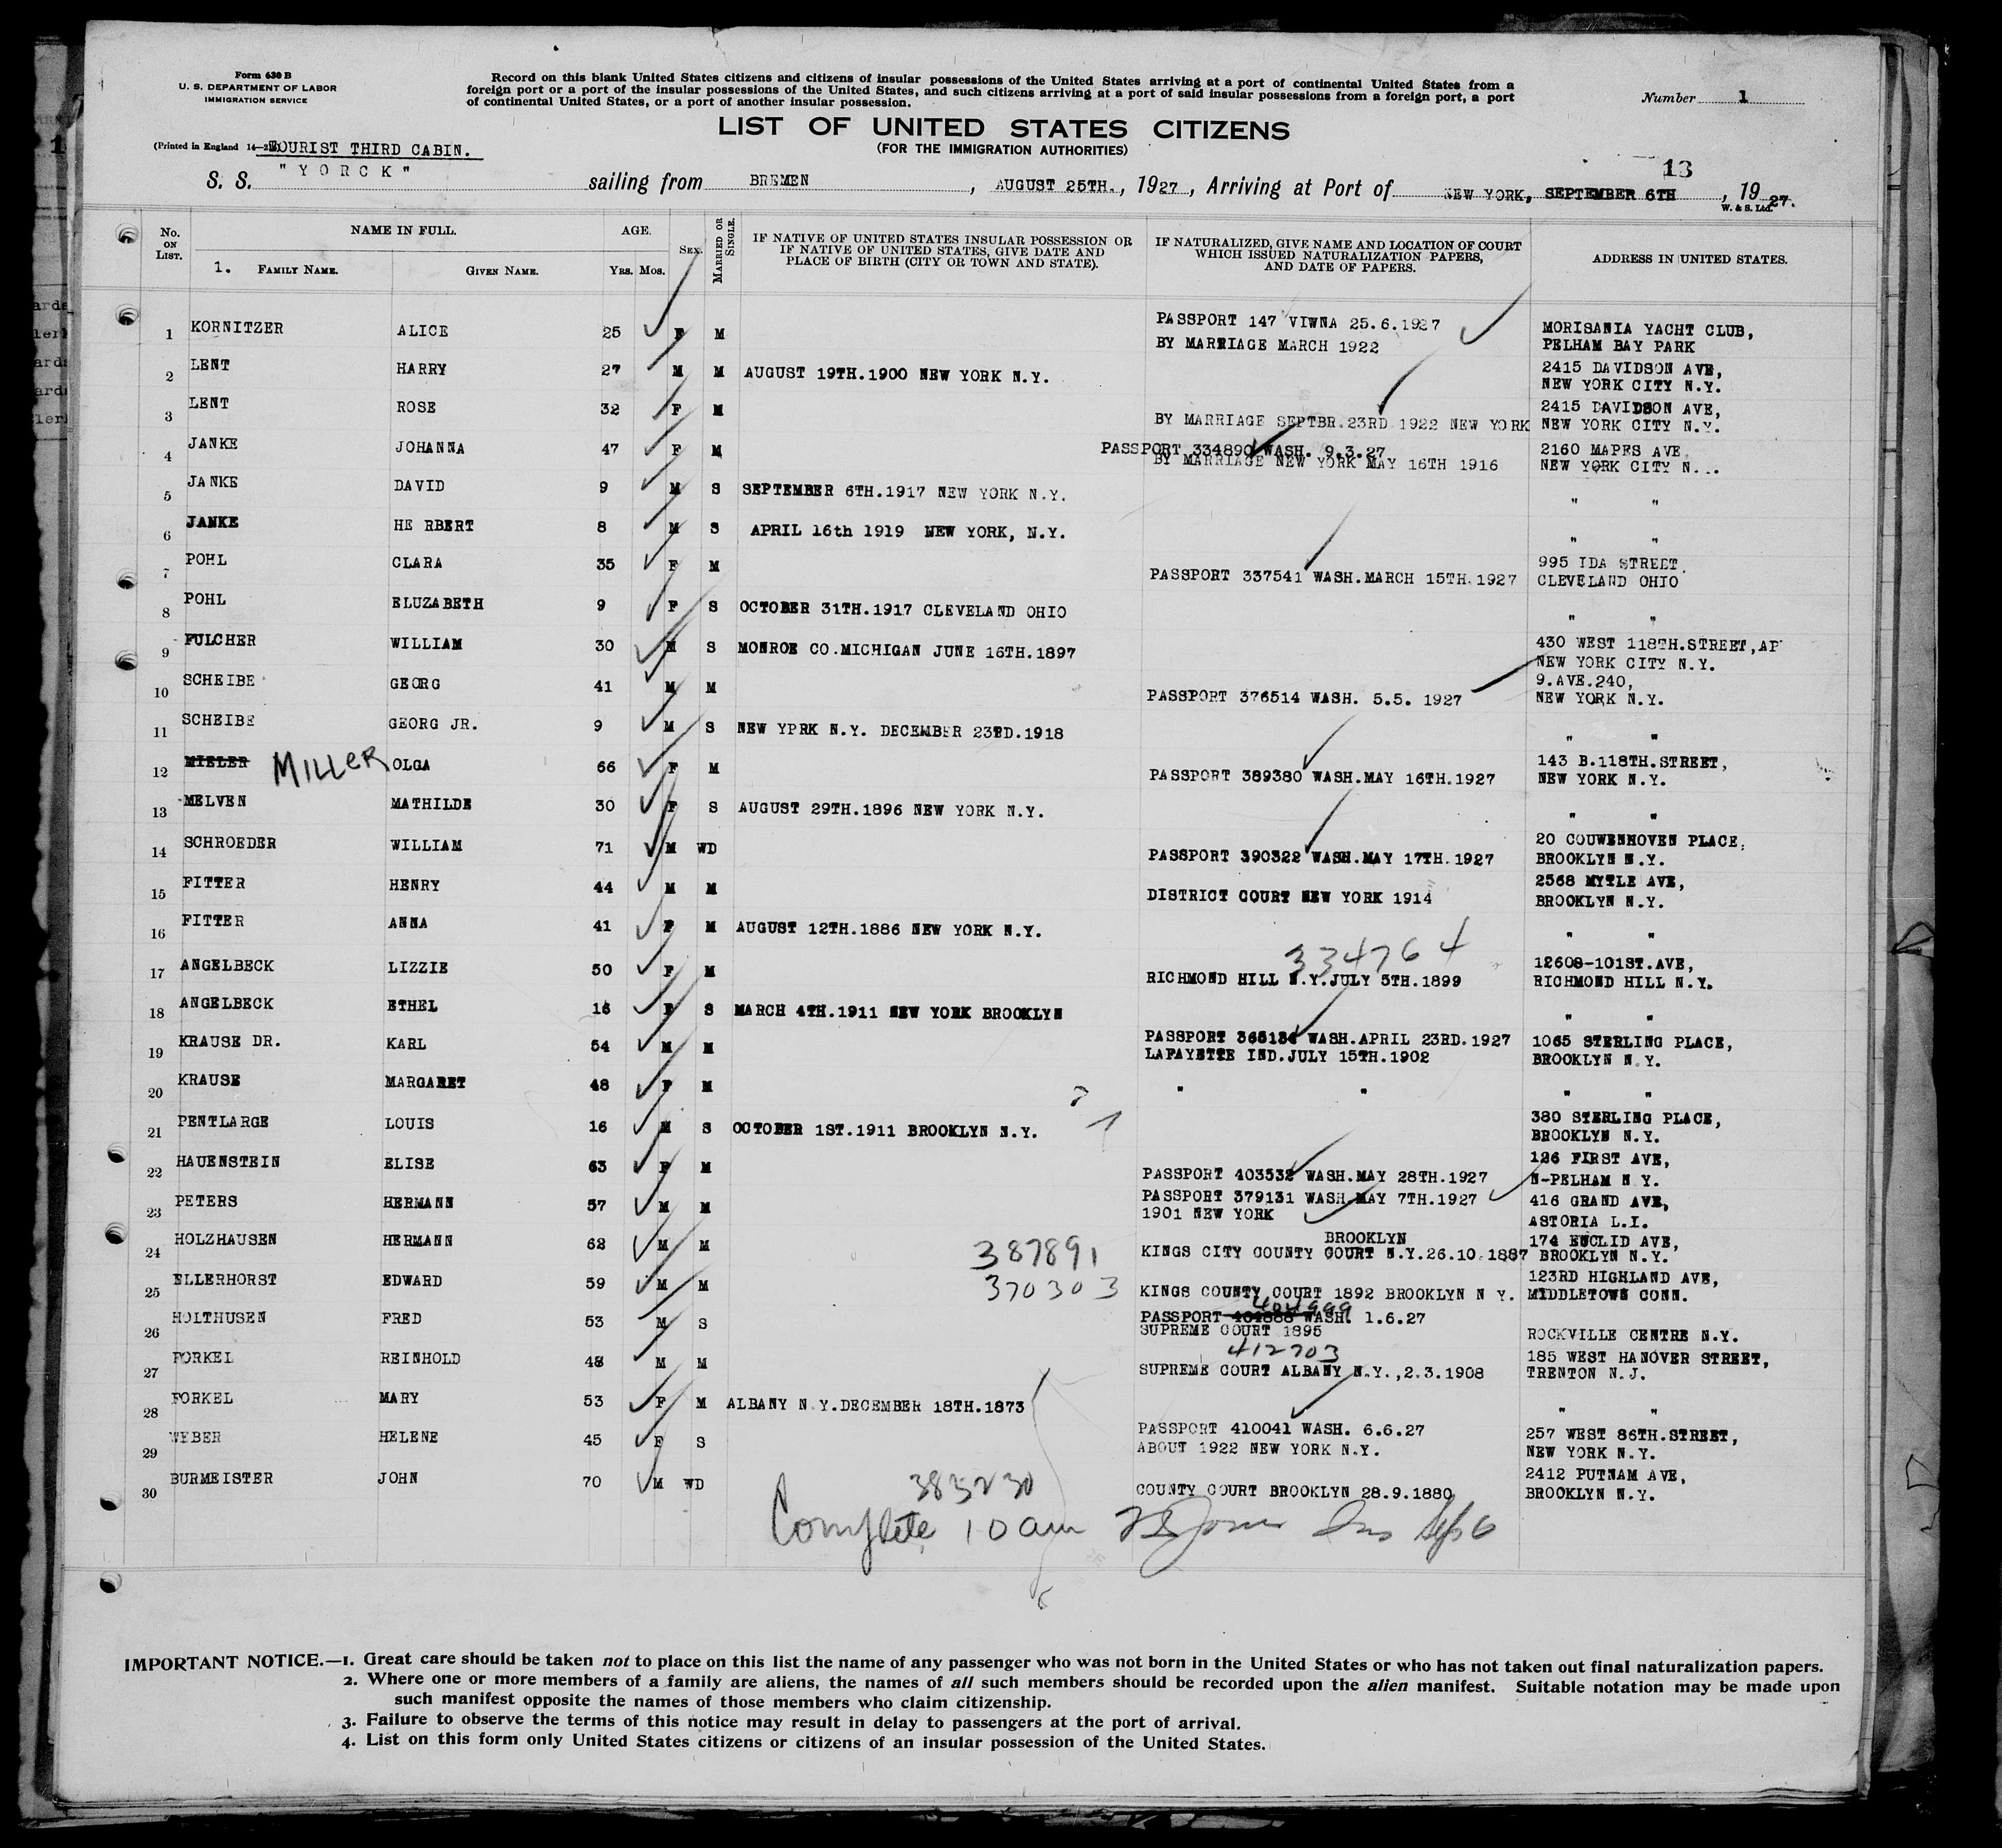 Form 630 B
U. S. DEPARTMENT OF LABOR
IMMIGRATION SERVICE
Record on this blank United States citizens and citizens of insular possessions of the United States arriving at a port of continental United States from a
foreign port or a port of the insular possessions of the United States, and such citizens arriving at a port of said insular possessions from a foreign port, a port
of continental United States, or a port of another insular possession.
Number 1
LIST OF UNITED STATES CITIZENS
(FOR THE IMMIGRATION AUTHORITIES)
(Printed in England TOURIST THIRD CABIN.
13
S. S. "YORCK" sailing from BREMEN, AUGUST 25TH., 1927, Arriving at Port of NEW YORK, SEPTEMBER 6TH, 1927.
W. & S. Ltd.
No. ON LIST. NAME IN FULL. AGE. SEX. MARRIED OR SINGLE. IF NATIVE OF UNITED STATES INSULAR POSSESSION OR IF NATIVE OF UNITED STATES, GIVE DATE AND PLACE OF BIRTH (CITY OR TOWN AND STATE). IF NATURALIZED, GIVE NAME AND LOCATION OF COURT WHICH ISSUED NATURALIZATION PAPERS, AND DATE OF PAPERS. ADDRESS IN UNITED STATES.
1. FAMILY NAME. GIVEN NAME. YRS. MOS.
1 KORNITZER ALICE 25 F M PASSPORT 147 VIWNA 25.6.1927 MORISANIA YACHT CLUB,
BY MARRIAGE MARCH 1922 PELHAM BAY PARK
2 LENT HARRY 27 M M AUGUST 19TH.1900 NEW YORK N.Y. 2415 DAVIDSON AVE,
NEW YORK CITY N.Y.
3 LENT ROSE 32 F M BY MARRIAGE SEPTBR.23RD 1922 NEW YORK 2415 DAVIDSON AVE,
NEW YORK CITY N.Y.
4 JANKE JOHANNA 47 F M PASSPORT 334890 WASH. 9.3.27 2160 MAPES AVE
BY MARRIAGE NEW YORK MAY 16TH 1916 NEW YORK CITY N...
5 JANKE DAVID 9 M S SEPTEMBER 6TH.1917 NEW YORK N.Y. " "
6 JANKE HE RBERT 8 M S APRIL 16th 1919 NEW YORK, N.Y. " "
7 POHL CLARA 35 F M PASSPORT 337541 WASH.MARCH 15TH.1927 995 IDA STREET.
CLEVELAND OHIO
8 POHL ELUZABETH 9 F S OCTOBER 31TH.1917 CLEVELAND OHIO " "
9 FULCHER WILLIAM 30 M S MONROE CO.MICHIGAN JUNE 16TH.1897 430 WEST 118TH.STREET,AP
NEW YORK CITY N.Y.
10 SCHEIBE GEORG 41 M M PASSPORT 376514 WASH. 5.5. 1927 9.AVE.240,
NEW YORK N.Y.
11 SCHEIBE GEORG JR. 9 M S NEW YPRK N.Y. DECEMBER 23RD.1918 " "
12 MIELER MILLER OLGA 66 F M PASSPORT 389380 WASH.MAY 16TH.1927 143 B.118TH.STREET,
NEW YORK N.Y.
13 MELVEN MATHILDE 30 F S AUGUST 29TH.1896 NEW YORK N.Y. " "
14 SCHROEDER WILLIAM 71 M WD PASSPORT 390322 WASH.MAY 17TH.1927 20 COUWENHOVEN PLACE,
BROOKLYN N.Y.
15 FITTER HENRY 44 M M DISTRICT COURT NEW YORK 1914 2568 MYTLE AVE,
BROOKLYN N.Y.
16 FITTER ANNA 41 F M AUGUST 12TH.1886 NEW YORK N.Y. " "
334764
17 ANGELBECK LIZZIE 50 F M RICHMOND HILL N.Y.JULY 5TH.1899 12608-101ST.AVE,
RICHMOND HILL N.Y.
18 ANGELBECK ETHEL 16 F S MARCH 4TH.1911 NEW YORK BROOKLYN " "
19 KRAUSE DR. KARL 54 M M PASSPORT WASH.APRIL 23RD.1927 1065 STERLING PLACE,
LAFAYETTE IND.JULY 15TH.1902 BROOKLYN N.Y.
20 KRAUSE MARGARET 48 F M " " " "
21 PENTLARGE LOUIS 16 M S OCTOBER 1ST.1911 BROOKLYN N.Y. 380 STERLING PLACE,
BROOKLYN N.Y.
22 HAUENSTEIN ELISE 63 F M PASSPORT 403532 WASH.MAY 28TH.1927 126 FIRST AVE,
N-PELHAM N Y.
23 PETERS HERMANN 57 M M PASSPORT 379131 WASH.MAY 7TH.1927 416 GRAND AVE,
1901 NEW YORK ASTORIA L.I.
24 HOLZHAUSEN HERMANN 62 M M 387891 BROOKLYN 174 EUCLID AVE,
KINGS CITY COUNTY COURT N.Y.26.10.1887 BROOKLYN N.Y.
25 ELLERHORST EDWARD 59 M M 370303 KINGS COUNTY COURT 1892 BROOKLYN N Y. 123RD HIGHLAND AVE,
MIDDLETOWN CONN.
404999
26 HOLTHUSEN FRED 53 M S PASSPORT WASH. 1.6.27
SUPREME COURT 1895 ROCKVILLE CENTRE N.Y.
412703
27 FORKEL REINHOLD 48 M M SUPREME COURT ALBANY N.Y.,2.3.1908 185 WEST HANOVER STREET,
TRENTON N.J.
28 FORKEL MARY 53 F M ALBANY N.Y.DECEMBER 18TH.1873 " "
29 WEBER HELENE 45 F S PASSPORT 410041 WASH. 6.6.27 257 WEST 86TH.STREET,
ABOUT 1922 NEW YORK N.Y. NEW YORK N.Y.
30 BURMEISTER JOHN 70 M WD 383230 COUNTY COURT BROOKLYN 28.9.1880 2412 PUTNAM AVE,
BROOKLYN N.Y.
Complete 10 am Ins Sep 6
IMPORTANT NOTICE.—1. Great care should be taken not to place on this list the name of any passenger who was not born in the United States or who has not taken out final naturalization papers.
2. Where one or more members of a family are aliens, the names of all such members should be recorded upon the alien manifest. Suitable notation may be made upon
such manifest opposite the names of those members who claim citizenship.
3. Failure to observe the terms of this notice may result in delay to passengers at the port of arrival.
4. List on this form only United States citizens or citizens of an insular possession of the United States.